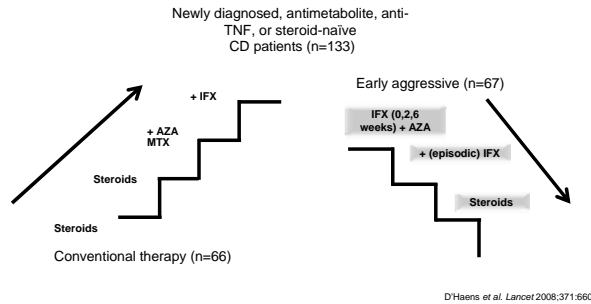 Newly diagnosed, antimetabolite, anti-
TNF, or steroid-naïve
CD patients (n=133)
+ IFX
+ AZA
MTX
Steroids
Steroids
Conventional therapy (n=66)
Early aggressive (n=67)
IFX (0,2,6
weeks) + AZA
+ (episodic) IFX
Steroids
D'Haens et al. Lancet 2008;371:660